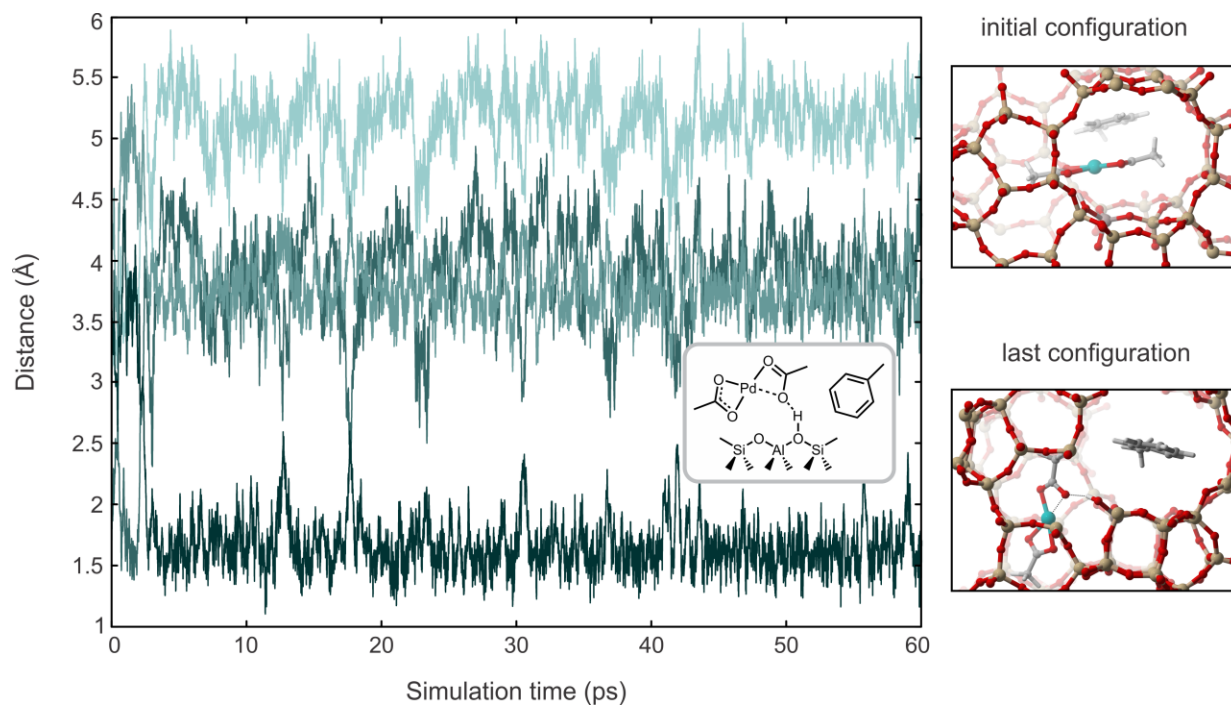 initial configuration
6
5.5
5
4.5
4
3.5
3
2.5
2
1.5
1
Distance (Å)
0 10 20 30 40 50 60
Simulation time (ps)
O
O
Pd
O
O
O
H
O
O
Si
Al
Si
last configuration